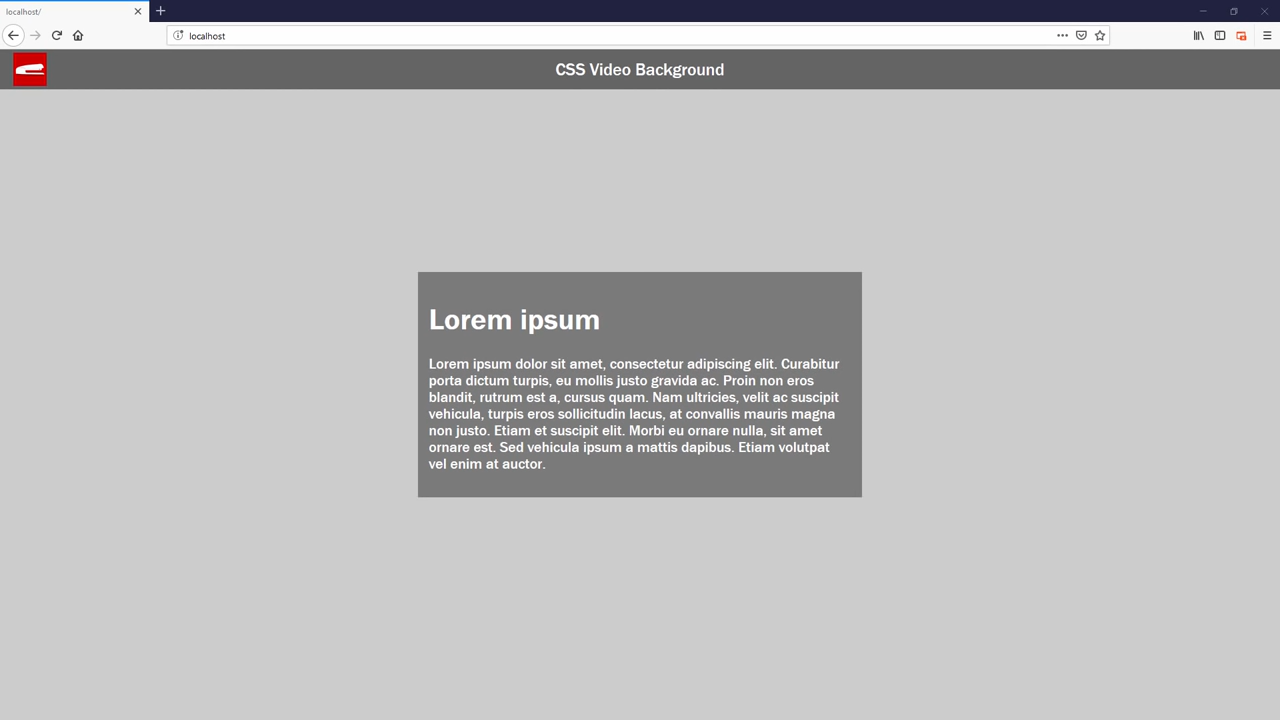 localhost/
localhost
CSS Video Background
Lorem ipsum
Lorem ipsum dolor sit amet, consectetur adipiscing elit. Curabitur
porta dictum turpis, eu mollis justo gravida ac. Proin non eros
blandit, rutrum est a, cursus quam. Nam ultricies, velit ac suscipit
vehicula, turpis eros sollicitudin lacus, at convallis mauris magna
non justo. Etiam et suscipit elit. Morbi eu ornare nulla, sit amet
ornare est. Sed vehicula ipsum a mattis dapibus. Etiam volutpat
vel enim at auctor.